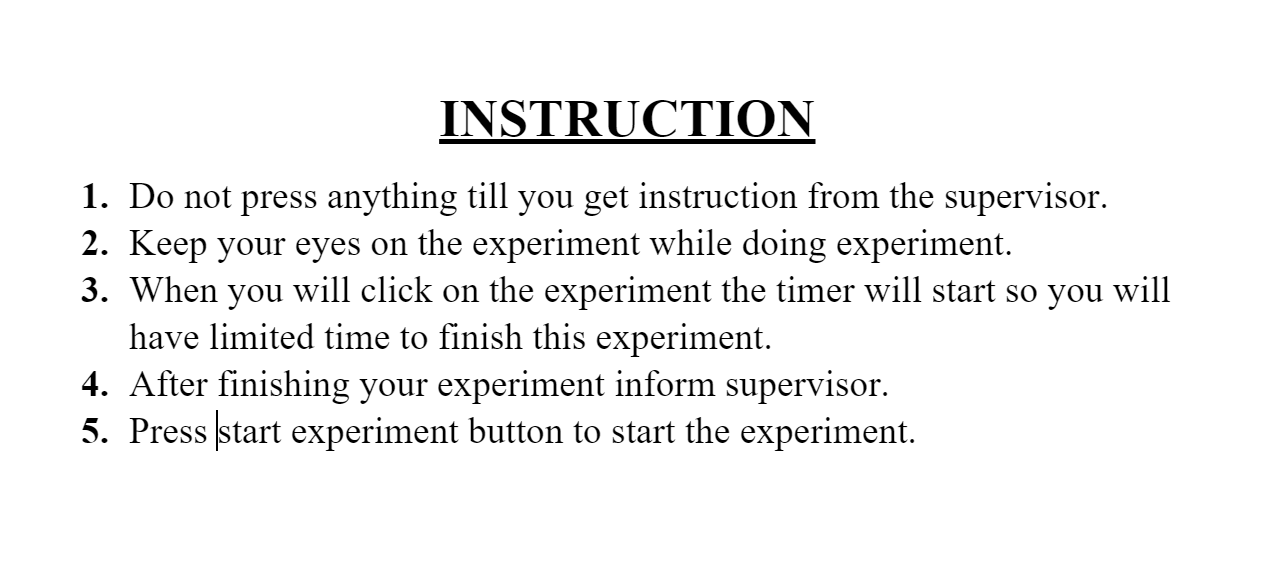 INSTRUCTION
1. Do not press anything till you get instruction from the supervisor.
2. Keep your eyes on the experiment while doing experiment.
3. When you will click on the experiment the timer will start so you will
have limited time to finish this experiment.
4. After finishing your experiment inform supervisor.
5. Press start experiment button to start the experiment.